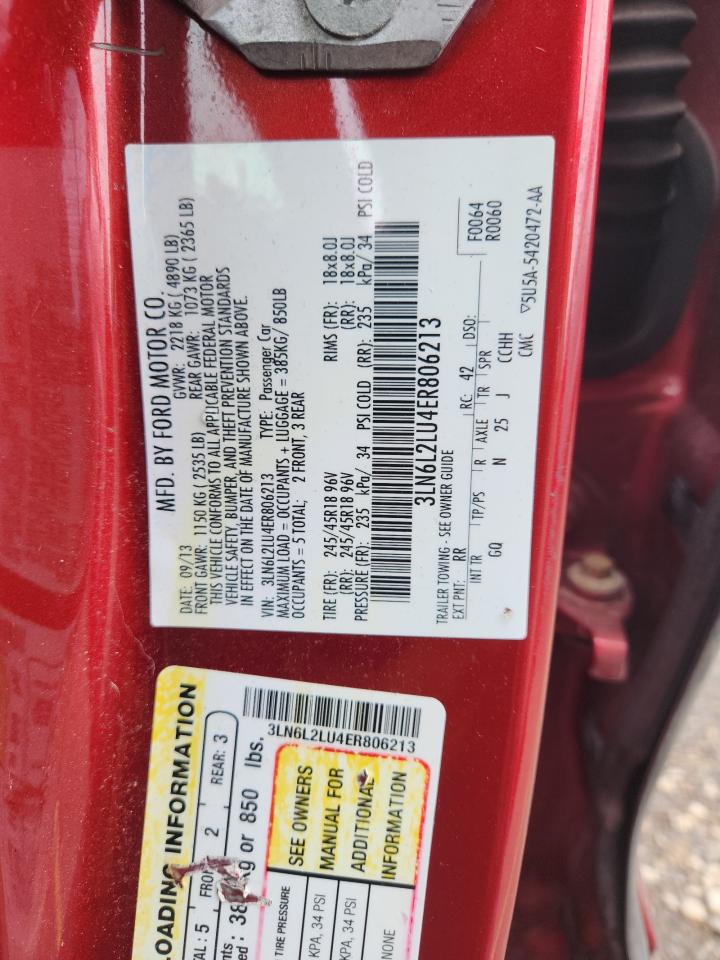 MFD. BY FORD MOTOR CO.
DATE: 09/13 GVWR: 2218 KG ( 4890 LB)
FRONT GAWR: 1150 KG (2535 LB) REAR GAWR: 1073 KG ( 2365 LB)
THIS VEHICLE CONFORMS TO ALL APPLICABLE FEDERAL MOTOR
VEHICLE SAFETY, BUMPER, AND THEFT PREVENTION STANDARDS
IN EFFECT ON THE DATE OF MANUFACTURE SHOWN ABOVE.
VIN: 3LN6L2LU4ER806213 TYPE: Passenger Car
MAXIMUM LOAD = OCCUPANTS + LUGGAGE = 385KG/ 850LB
OCCUPANTS = 5 TOTAL; 2 FRONT, 3 REAR
TIRE (FR): 245/45R18 96V RIMS (FR): 18x8.0J
(RR): 245/45R18 96V (RR): 18x8.0J
PRESSURE (FR): 235 kPa/ 34 PSI COLD (RR): 235 kPa/ 34 PSI COLD
3LN6L2LU4ER806213
TRAILER TOWING - SEE OWNER GUIDE
F0064
EXT PNT: RR RC: 42 DSO: R0060
INT TR TP/PS R AXLE TR SPR
GQ N 25 J CCHH
CMC ▽5U5A-5420472-AA
LOADING INFORMATION
TAL: 5 FRO 2 REAR: 3
38 kg or 850 lbs.
3LN6L2LU4ER806213
SEE OWNERS
MANUAL FOR
ADDITIONAL
INFORMATION
TIRE PRESSURE
KPA, 34 PSI
KPA, 34 PSI
NONE